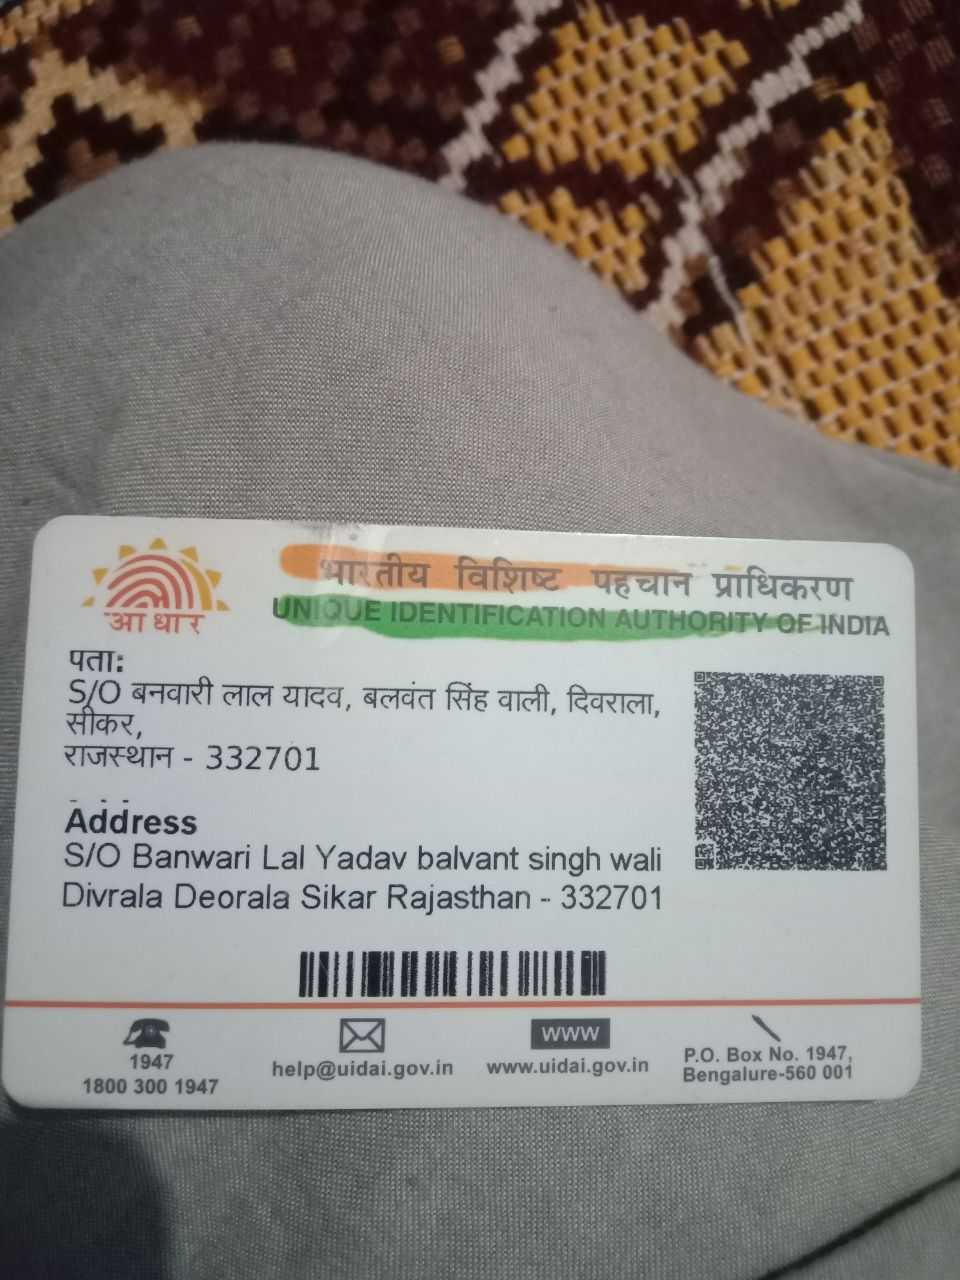 भारतीय विशिष्ट पहचान प्राधिकरण
UNIQUE IDENTIFICATION AUTHORITY OF INDIA
आधार
पता:
S/O बनवारी लाल यादव, बलवंत सिंह वाली, दिवराला,
सीकर,
राजस्थान - 332701
Address
S/O Banwari Lal Yadav balvant singh wali
Divrala Deorala Sikar Rajasthan - 332701
1947
1800 300 1947
help@uidai.gov.in
WWW
www.uidai.gov.in
P.O. Box No. 1947,
Bengalure-560 001